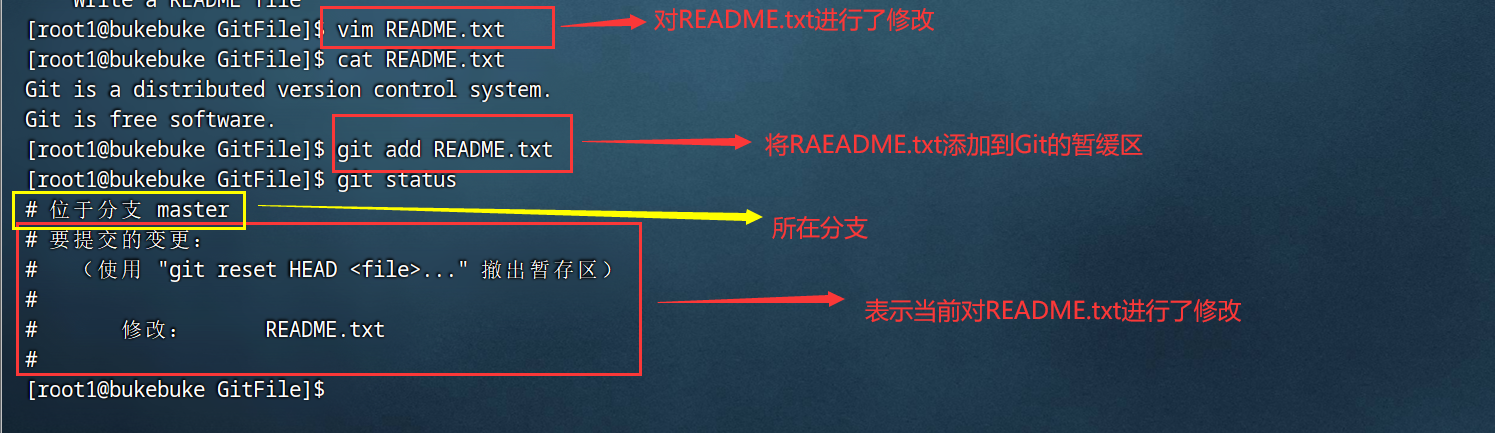 Write a README file
[root1@bukebuke GitFile]$ vim README.txt
对README.txt进行了修改
[root1@bukebuke GitFile]$ cat README.txt
Git is a distributed version control system.
Git is free software.
[root1@bukebuke GitFile]$ git add README.txt
将RAEADME.txt添加到Git的暂缓区
[root1@bukebuke GitFile]$ git status
# 位于分支 master
所在分支
# 要提交的变更：
#   （使用 "git reset HEAD <file>..." 撤出暂存区）
#
表示当前对README.txt进行了修改
#       修改：      README.txt
#
[root1@bukebuke GitFile]$